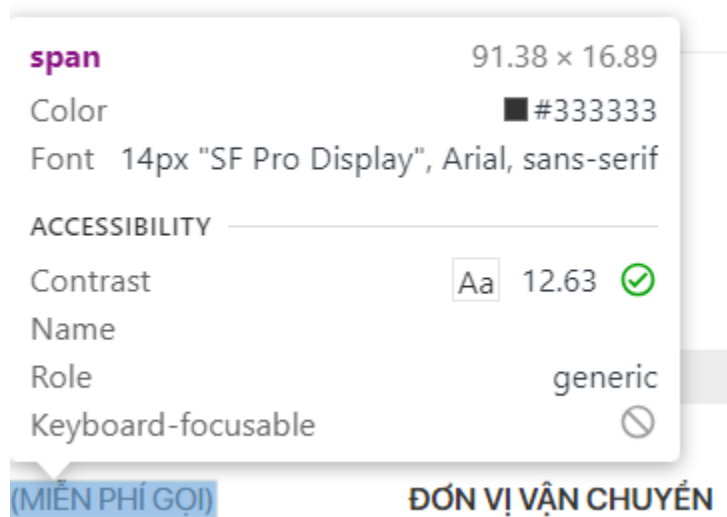 span 91.38 × 16.89
Color #333333
Font 14px "SF Pro Display", Arial, sans-serif
ACCESSIBILITY
Contrast Aa 12.63
Name
Role generic
Keyboard-focusable
(MIỄN PHÍ GỌI) ĐƠN VỊ VẬN CHUYỂN